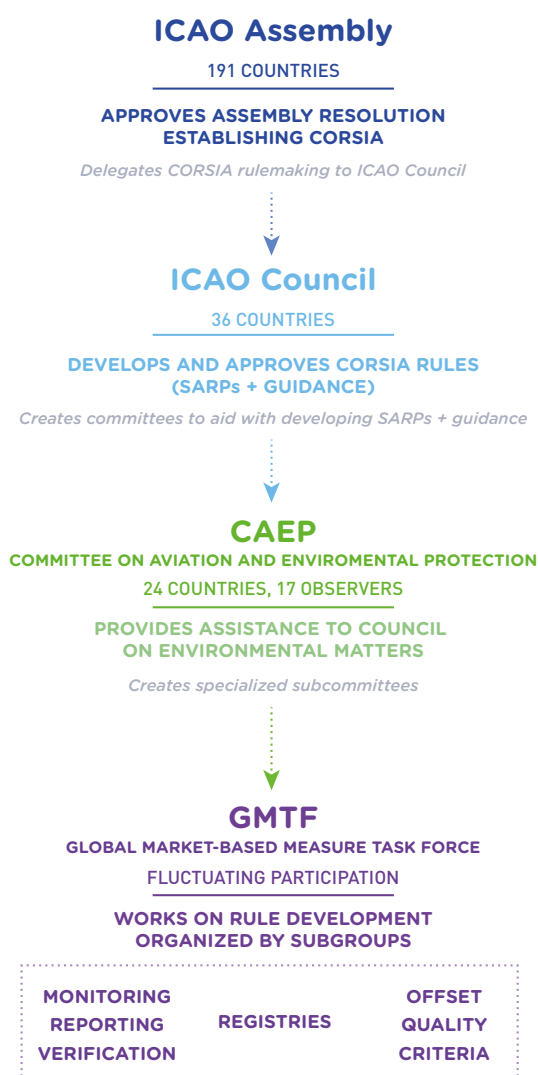 ICAO Assembly
191 COUNTRIES
APPROVES ASSEMBLY RESOLUTION
ESTABLISHING CORSIA
Delegates CORSIA rulemaking to ICAO Council
ICAO Council
36 COUNTRIES
DEVELOPS AND APPROVES CORSIA RULES
(SARPs + GUIDANCE)
Creates committees to aid with developing SARPs + guidance
CAEP
COMMITTEE ON AVIATION AND ENVIROMENTAL PROTECTION
24 COUNTRIES, 17 OBSERVERS
PROVIDES ASSISTANCE TO COUNCIL
ON ENVIRONMENTAL MATTERS
Creates specialized subcommittees
GMTF
GLOBAL MARKET-BASED MEASURE TASK FORCE
FLUCTUATING PARTICIPATION
WORKS ON RULE DEVELOPMENT
ORGANIZED BY SUBGROUPS
MONITORING
REPORTING
VERIFICATION
REGISTRIES
OFFSET
QUALITY
CRITERIA